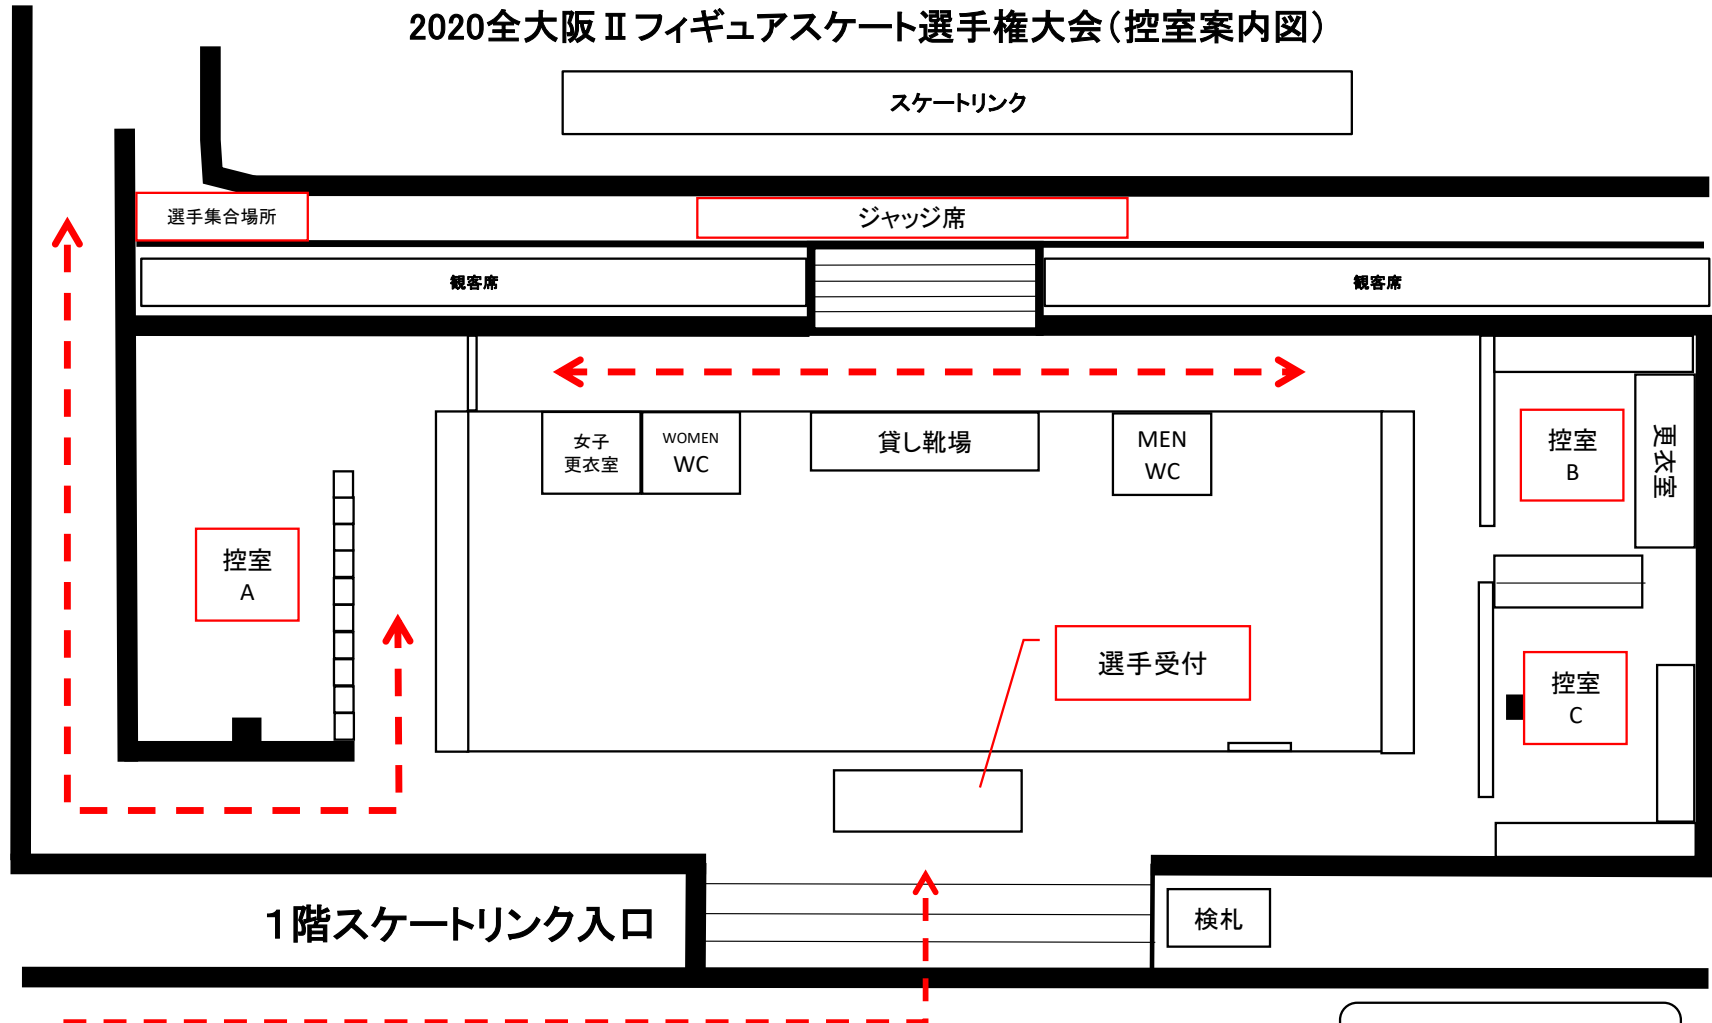 2020全大阪Ⅱフィギュアスケート選手権大会(控室案内図)
スケートリンク
選手集合場所
ジャッジ席
観客席
観客席
女子
更衣室
WOMEN
WC
貸し靴場
MEN
WC
控室
B
更衣室
控室
A
選手受付
控室
C
1階スケートリンク入口
検札